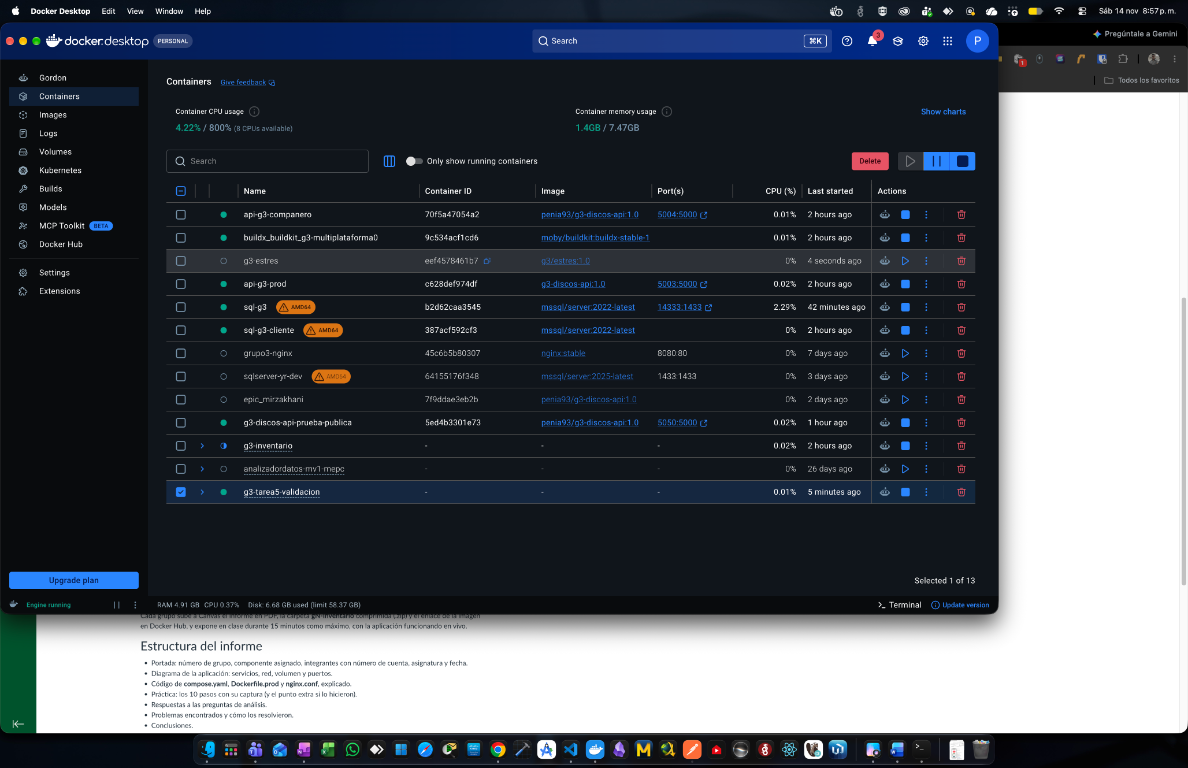 Docker Desktop Edit View Window Help Sáb 14 nov 8:57 p.m.
Pregúntale a Gemini
docker.desktop PERSONAL Search ⌘K 3 P
Todos los favoritos
Gordon
Containers
Images
Logs
Volumes
Kubernetes
Builds
Models
MCP Toolkit BETA
Docker Hub
Settings
Extensions
Containers Give feedback
Container CPU usage
4.22% / 800% (8 CPUs available)
Container memory usage
1.4GB / 7.47GB
Show charts
Search
Only show running containers
Delete
Name Container ID Image Port(s) CPU (%) Last started Actions
api-g3-companero 70f5a47054a2 penia93/g3-discos-api:1.0 5004:5000 0.01% 2 hours ago
buildx_buildkit_g3-multiplataforma0 9c534acf1cd6 moby/buildkit:buildx-stable-1 0.01% 2 hours ago
g3-estres eef4578461b7 g3/estres:1.0 0% 4 seconds ago
api-g3-prod c628def974df g3-discos-api:1.0 5003:5000 0.02% 2 hours ago
sql-g3 AMD64 b2d62caa3545 mssql/server:2022-latest 14333:1433 2.29% 42 minutes ago
sql-g3-cliente AMD64 387acf592cf3 mssql/server:2022-latest 0% 2 hours ago
grupo3-nginx 45c6b5b80307 nginx:stable 8080:80 0% 7 days ago
sqlserver-yr-dev AMD64 64155176f348 mssql/server:2025-latest 1433:1433 0% 3 days ago
epic_mirzakhani 7f9ddae3eb2b penia93/g3-discos-api:1.0 0% 2 days ago
g3-discos-api-prueba-publica 5ed4b3301e73 penia93/g3-discos-api:1.0 5050:5000 0.02% 1 hour ago
g3-inventario - - - 0.02% 2 hours ago
analizadordatos-mv1-mepo - - - 0% 26 days ago
g3-tarea5-validacion - - - 0.01% 5 minutes ago
Selected 1 of 13
Upgrade plan
Engine running RAM 4.91 GB CPU 0.37% Disk: 6.68 GB used (limit 58.37 GB) Terminal Update version
en Docker Hub, y expone en clase durante 15 minutos como máximo, con la aplicación funcionando en vivo.
Estructura del informe
• Portada: número de grupo, componente asignado, integrantes con número de cuenta, asignatura y fecha.
• Diagrama de la aplicación: servicios, red, volumen y puertos.
• Código de compose.yaml, Dockerfile.prod y nginx.conf, explicado.
• Práctica: los 10 pasos con su captura (y el punto extra si lo hicieron).
• Respuestas a las preguntas de análisis.
• Problemas encontrados y cómo los resolvieron.
• Conclusiones.